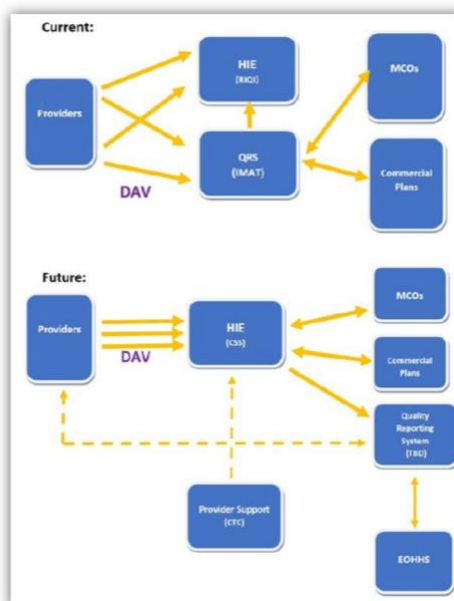 Current:
HIE
(RIQI)
MCOs
Providers
QRS
(IMAT)
DAV
Commercial
Plans
Future:
Providers
HIE
(CSS)
MCOs
DAV
Commercial
Plans
Quality
Reporting
System
(TBD)
Provider Support
(CTC)
EOHHS